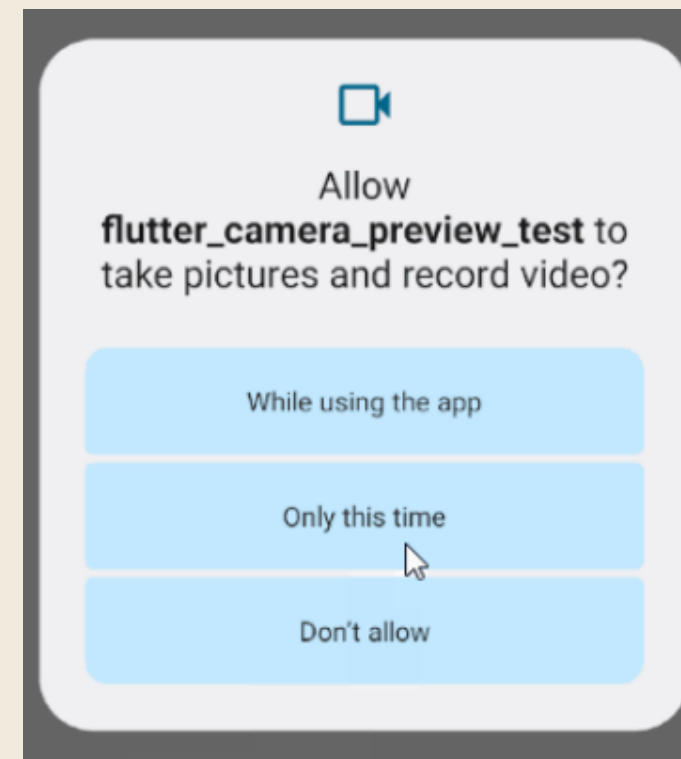 Allow
flutter_camera_preview_test to
take pictures and record video?
While using the app
Only this time
Don't allow